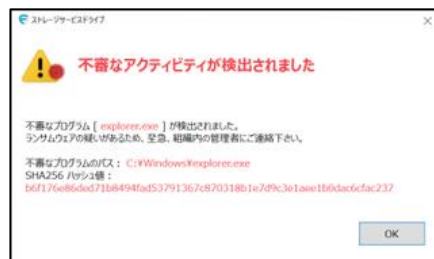 ストレージサービスドライブ
不審なアクティビティが検出されました
不審なプログラム [ explorer.exe ] が検出されました。
ランサムウェアの疑いがあるため、至急、組織内の管理者にご連絡下さい。
不審なプログラムのパス： C:¥Windows¥explorer.exe
SHA256 ハッシュ値：
b6f176e86ded71b8494fad53791367c870318b1e7d9c3e1aee1b6dac6cfac237
OK